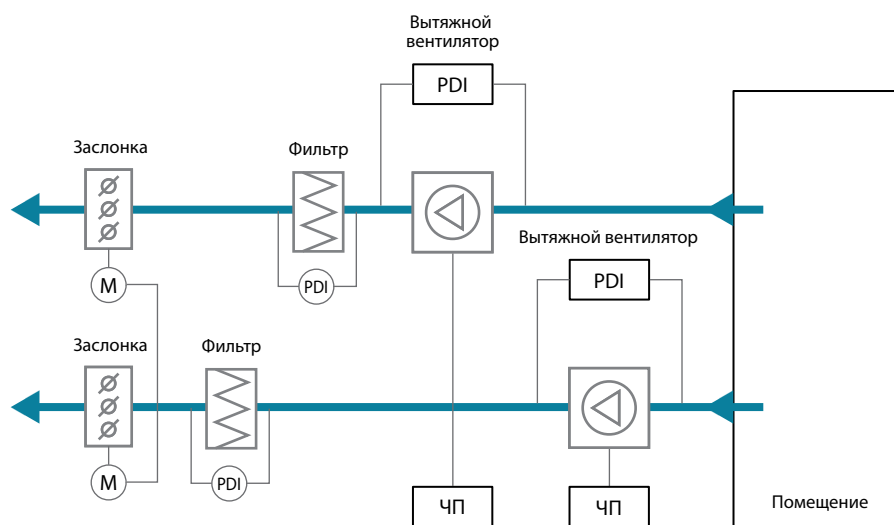 Вытяжной
вентилятор
PDI
Заслонка
Фильтр
M
PDI
Вытяжной вентилятор
PDI
Заслонка
Фильтр
M
PDI
ЧП
ЧП
Помещение